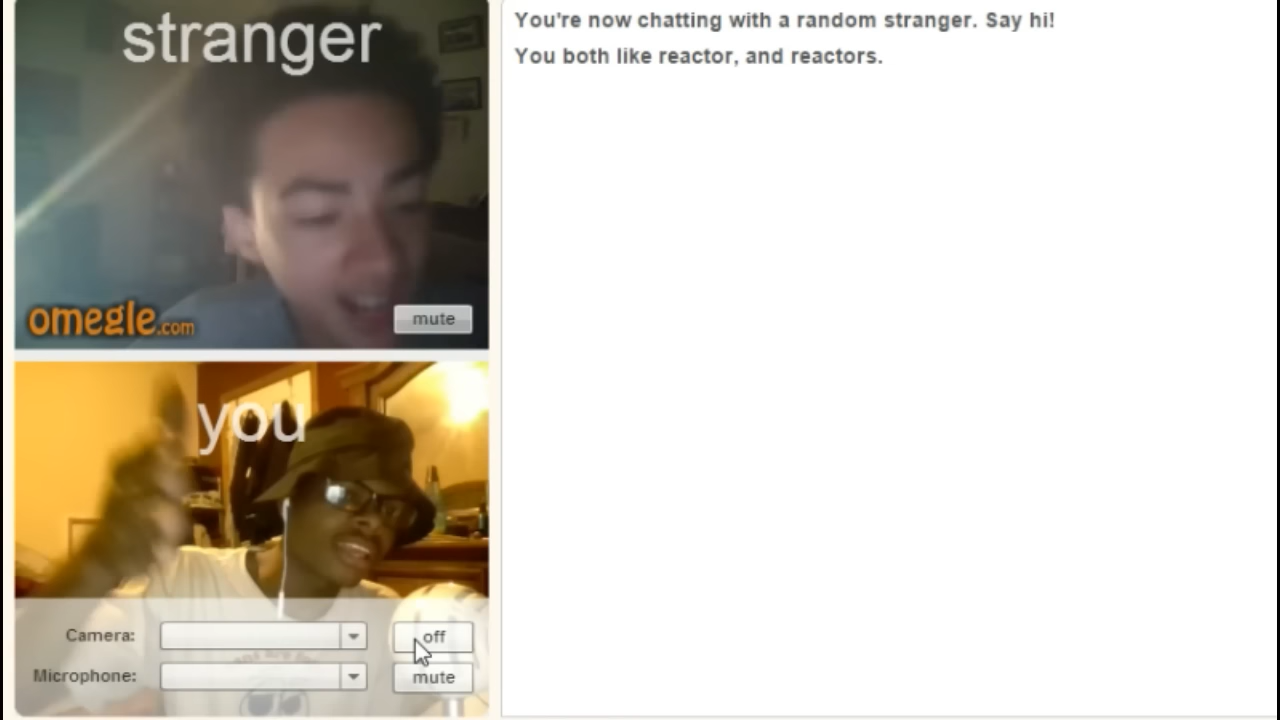 stranger
omegle.com
mute
you
Camera:
off
Microphone:
mute
You're now chatting with a random stranger. Say hi!
You both like reactor, and reactors.